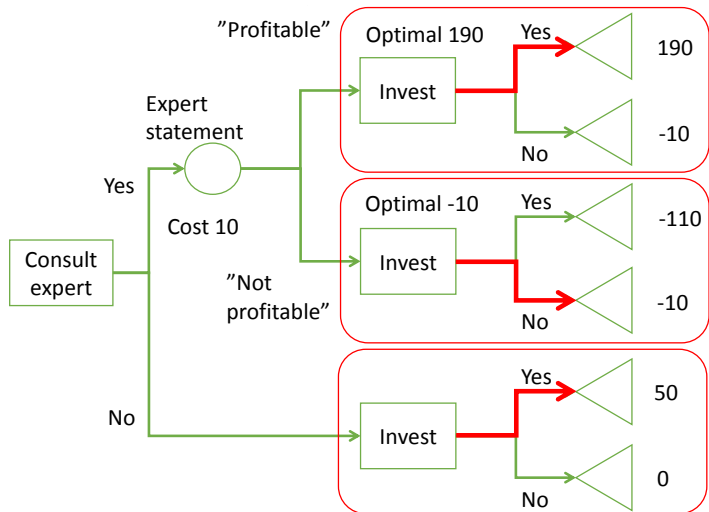 ”Profitable”
Optimal 190
Yes
190
Invest
Expert
statement
-10
No
Yes
Optimal -10
Yes
-110
Cost 10
Invest
Consult
expert
”Not
profitable”
-10
No
Yes
50
No
Invest
0
No